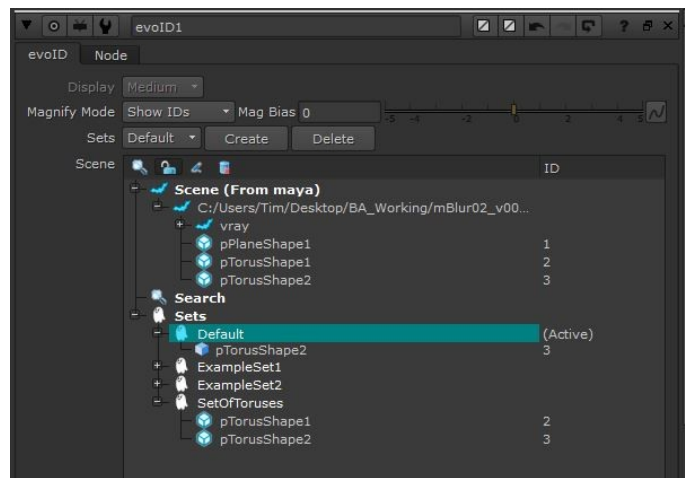 evoID1 ?
evoID Node
Display Medium
Magnify Mode Show IDs Mag Bias 0 -5 -4 -2 0 2 4 5
Sets Default Create Delete
Scene ID
Scene (From maya)
C:/Users/Tim/Desktop/BA_Working/mBlur02_v00...
vray
pPlaneShape1 1
pTorusShape1 2
pTorusShape2 3
Search
Sets
Default (Active)
pTorusShape2 3
ExampleSet1
ExampleSet2
SetOfToruses
pTorusShape1 2
pTorusShape2 3